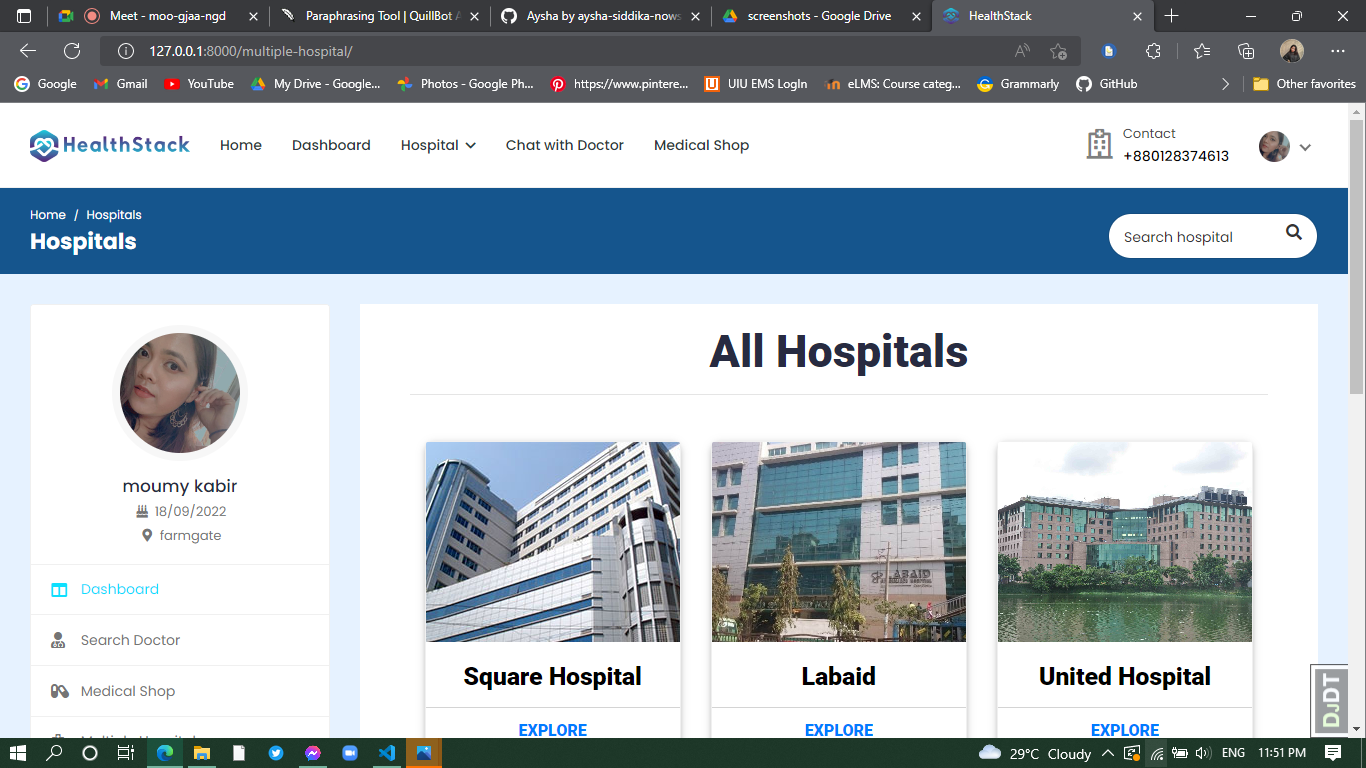 Meet - moo-gjaa-ngd
Paraphrasing Tool | QuillBot A
Aysha by aysha-siddika-nows
screenshots - Google Drive
HealthStack
127.0.0.1:8000/multiple-hospital/
Google
Gmail
YouTube
My Drive - Google...
Photos - Google Ph...
https://www.pintere...
UIU EMS LogIn
eLMS: Course categ...
Grammarly
GitHub
Other favorites
HealthStack
Home
Dashboard
Hospital
Chat with Doctor
Medical Shop
Contact
+880128374613
Home / Hospitals
Hospitals
Search hospital
moumy kabir
18/09/2022
farmgate
Dashboard
Search Doctor
Medical Shop
All Hospitals
LABAID
Square Hospital
Labaid
United Hospital
EXPLORE
EXPLORE
EXPLORE
DJDT
29°C Cloudy
ENG
11:51 PM